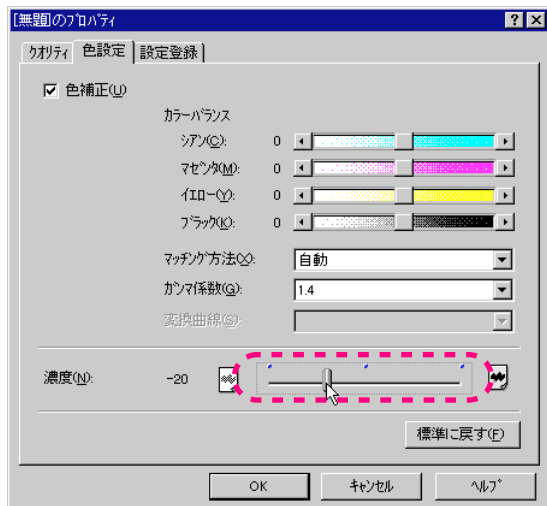 [無題]のﾌﾟﾛﾊﾟﾃｨ
ｸｵﾘﾃｨ 色設定 設定登録
色補正(U)
ｶﾗｰﾊﾞﾗﾝｽ
ｼｱﾝ(C): 0
ﾏｾﾞﾝﾀ(M): 0
ｲｴﾛｰ(Y): 0
ﾌﾞﾗｯｸ(K): 0
ﾏｯﾁﾝｸﾞ方法(X): 自動
ｶﾞﾝﾏ係数(G): 1.4
変換曲線(S):
濃度(N): -20
標準に戻す(F)
OK ｷｬﾝｾﾙ ﾍﾙﾌﾟ